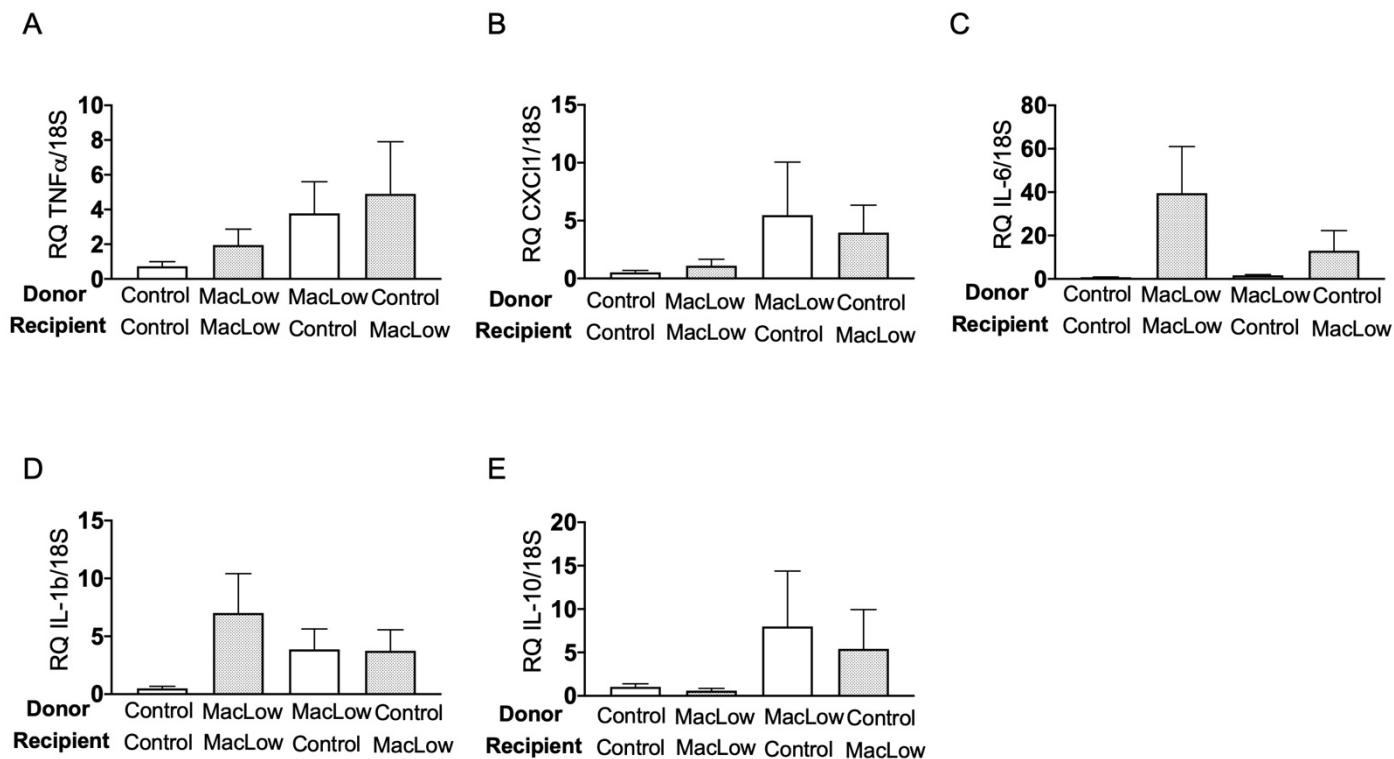 A
RQ TNFα/18S
10
8
6
4
2
0
Donor Control MacLow MacLow Control
Recipient Control MacLow Control MacLow
B
RQ CXCl1/18S
15
10
5
0
Donor Control MacLow MacLow Control
Recipient Control MacLow Control MacLow
C
RQ IL-6/18S
80
60
40
20
0
Donor Control MacLow MacLow Control
Recipient Control MacLow Control MacLow
D
RQ IL-1b/18S
15
10
5
0
Donor Control MacLow MacLow Control
Recipient Control MacLow Control MacLow
E
RQ IL-10/18S
20
15
10
5
0
Donor Control MacLow MacLow Control
Recipient Control MacLow Control MacLow